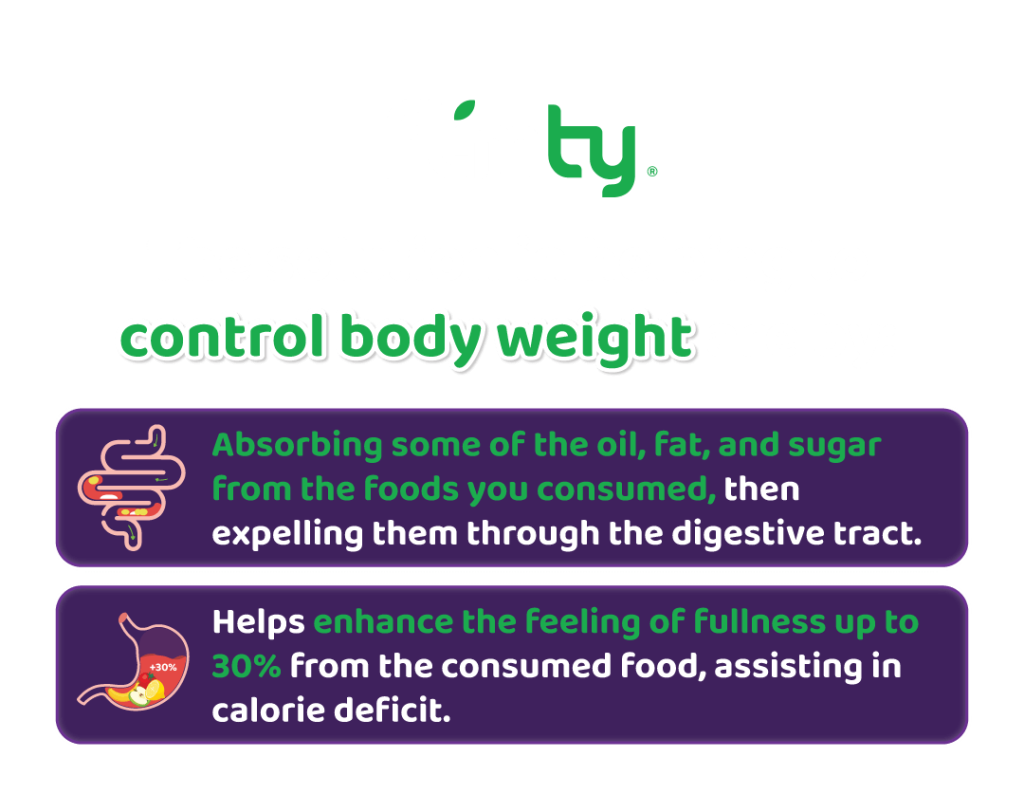 ty®
control body weight
Absorbing some of the oil, fat, and sugar
from the foods you consumed, then
expelling them through the digestive tract.
Helps enhance the feeling of fullness up to
30% from the consumed food, assisting in
calorie deficit.
+30%